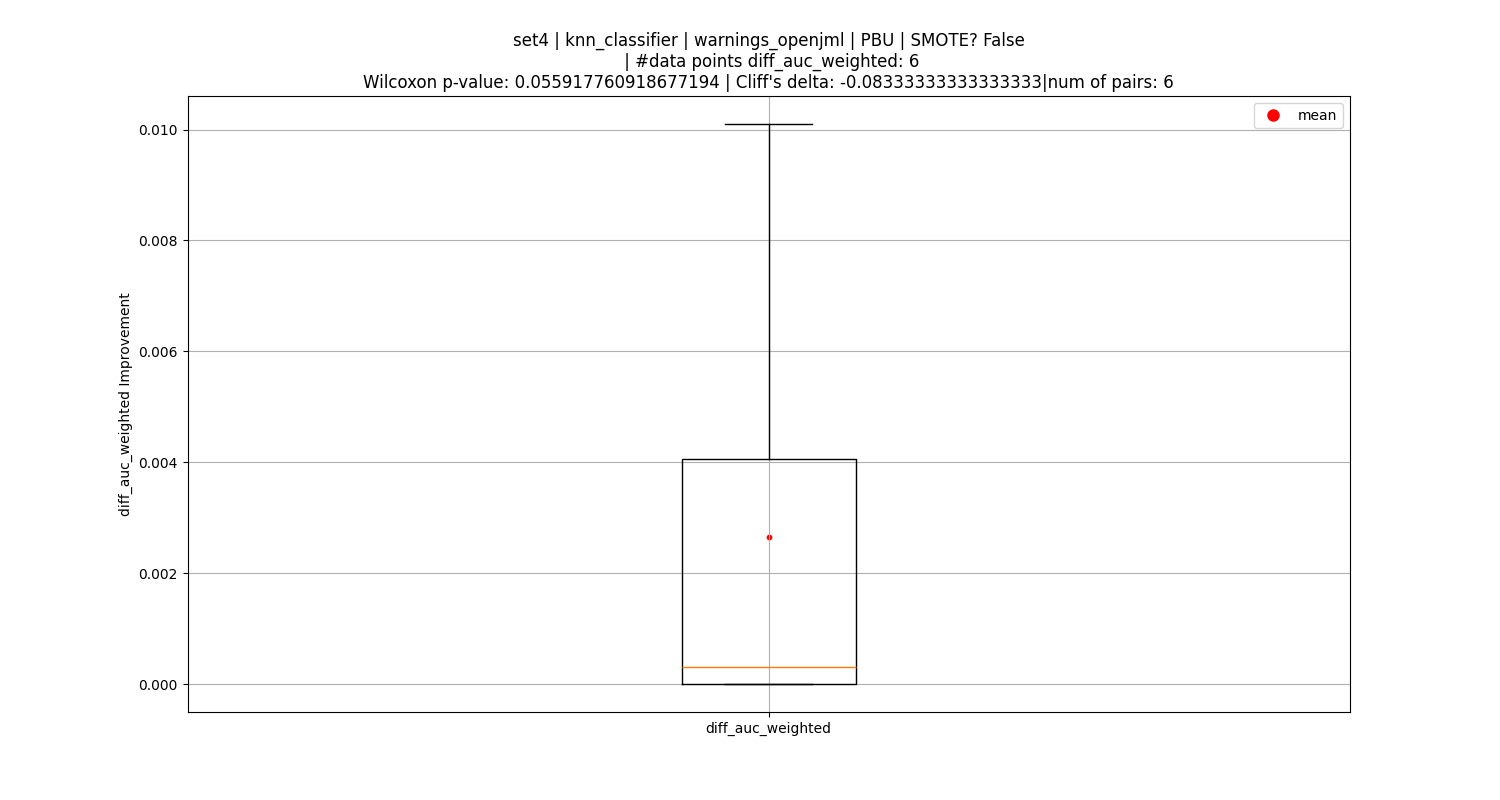 set4 | knn_classifier | warnings_openjml | PBU | SMOTE? False
| #data points diff_auc_weighted: 6
Wilcoxon p-value: 0.055917760918677194 | Cliff's delta: -0.08333333333333333|num of pairs: 6
mean
0.010
0.008
0.006
0.004
0.002
0.000
diff_auc_weighted Improvement
diff_auc_weighted